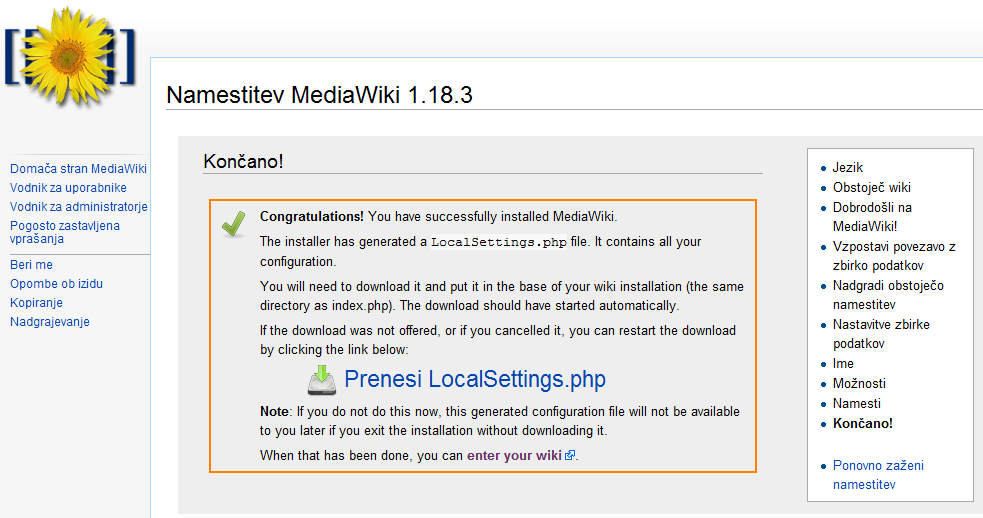 Namestitev MediaWiki 1.18.3
Domača stran MediaWiki
Vodnik za uporabnike
Vodnik za administratorje
Pogosto zastavljena
vprašanja
Beri me
Opombe ob izidu
Kopiranje
Nadgrajevanje
Končano!
Congratulations! You have successfully installed MediaWiki.
The installer has generated a LocalSettings.php file. It contains all your
configuration.
You will need to download it and put it in the base of your wiki installation (the same
directory as index.php). The download should have started automatically.
If the download was not offered, or if you cancelled it, you can restart the download
by clicking the link below:
Prenesi LocalSettings.php
Note: If you do not do this now, this generated configuration file will not be available
to you later if you exit the installation without downloading it.
When that has been done, you can enter your wiki.
Jezik
Obstoječ wiki
Dobrodošli na
MediaWiki!
Vzpostavi povezavo z
zbirko podatkov
Nadgradi obstoječo
namestitev
Nastavitve zbirke
podatkov
Ime
Možnosti
Namesti
Končano!
Ponovno zaženi
namestitev